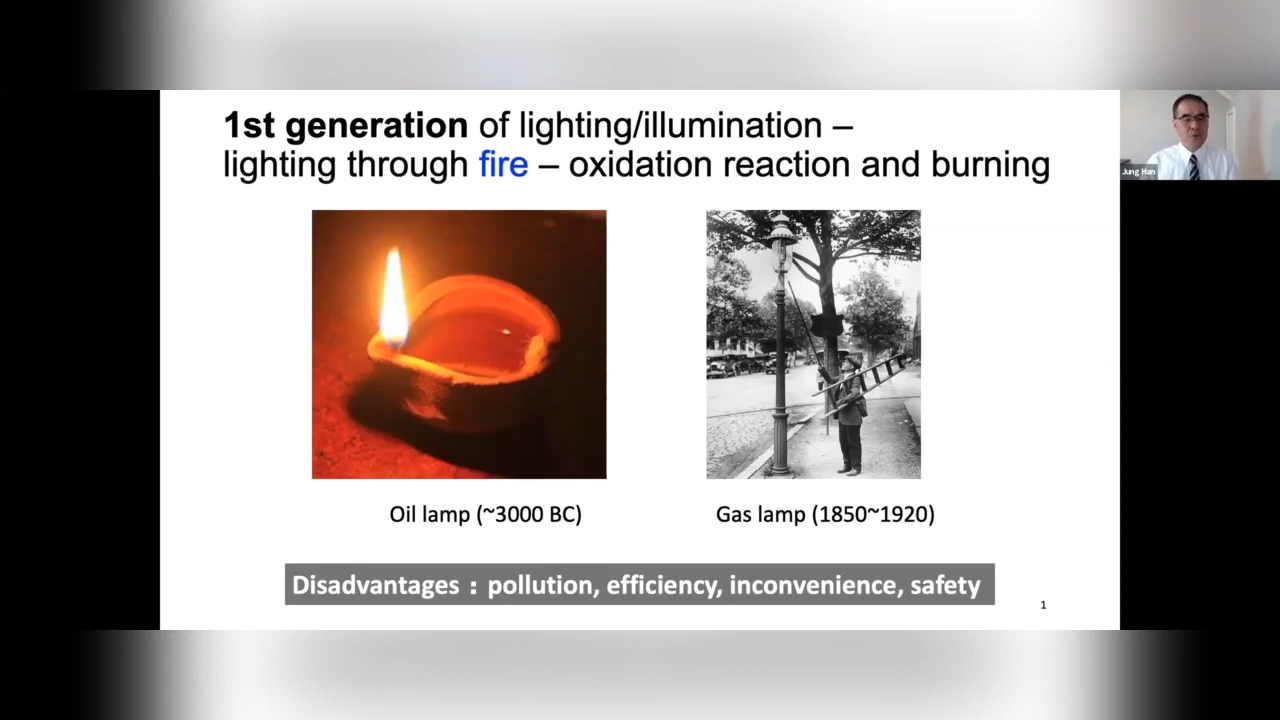 1st generation of lighting/illumination –
lighting through fire – oxidation reaction and burning
Jung Han
Oil lamp (~3000 BC)
Gas lamp (1850~1920)
Disadvantages : pollution, efficiency, inconvenience, safety
1